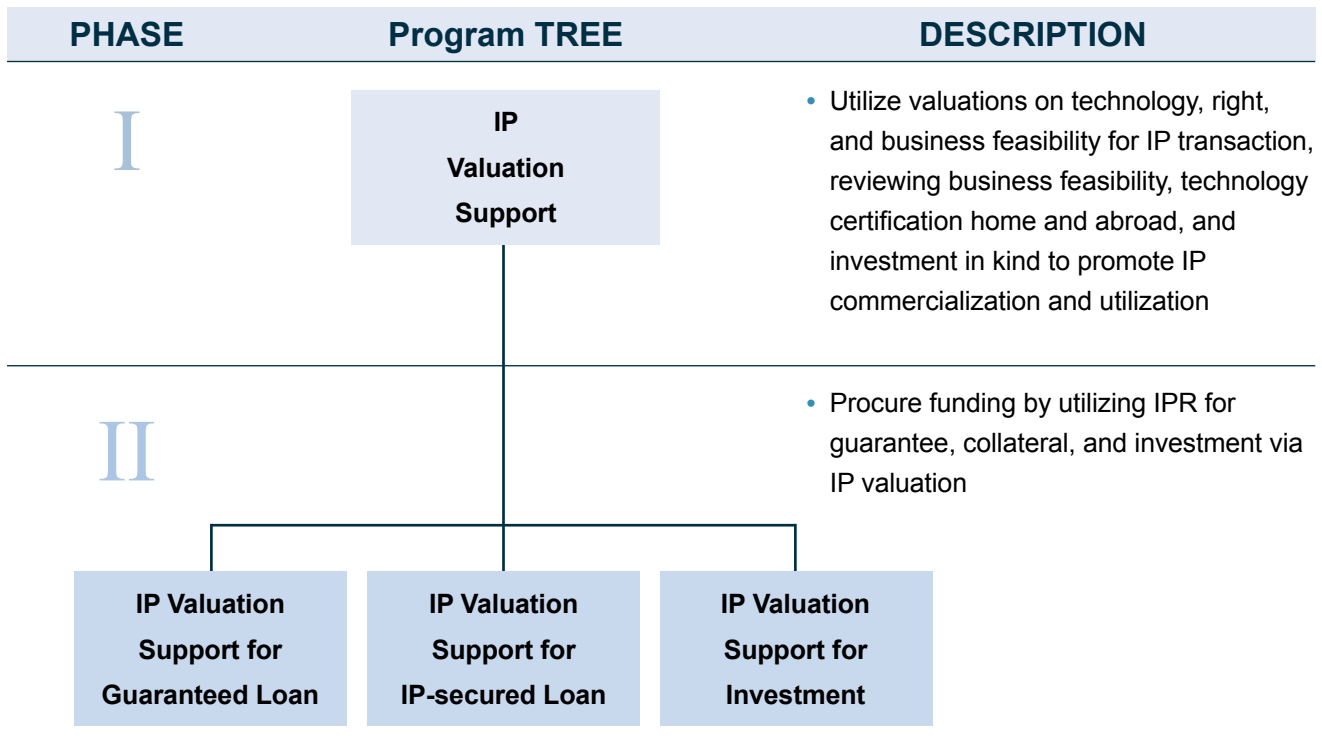 PHASE Program TREE DESCRIPTION
I
IP
Valuation
Support
• Utilize valuations on technology, right,
and business feasibility for IP transaction,
reviewing business feasibility, technology
certification home and abroad, and
investment in kind to promote IP
commercialization and utilization
II
• Procure funding by utilizing IPR for
guarantee, collateral, and investment via
IP valuation
IP Valuation
Support for
Guaranteed Loan
IP Valuation
Support for
IP-secured Loan
IP Valuation
Support for
Investment